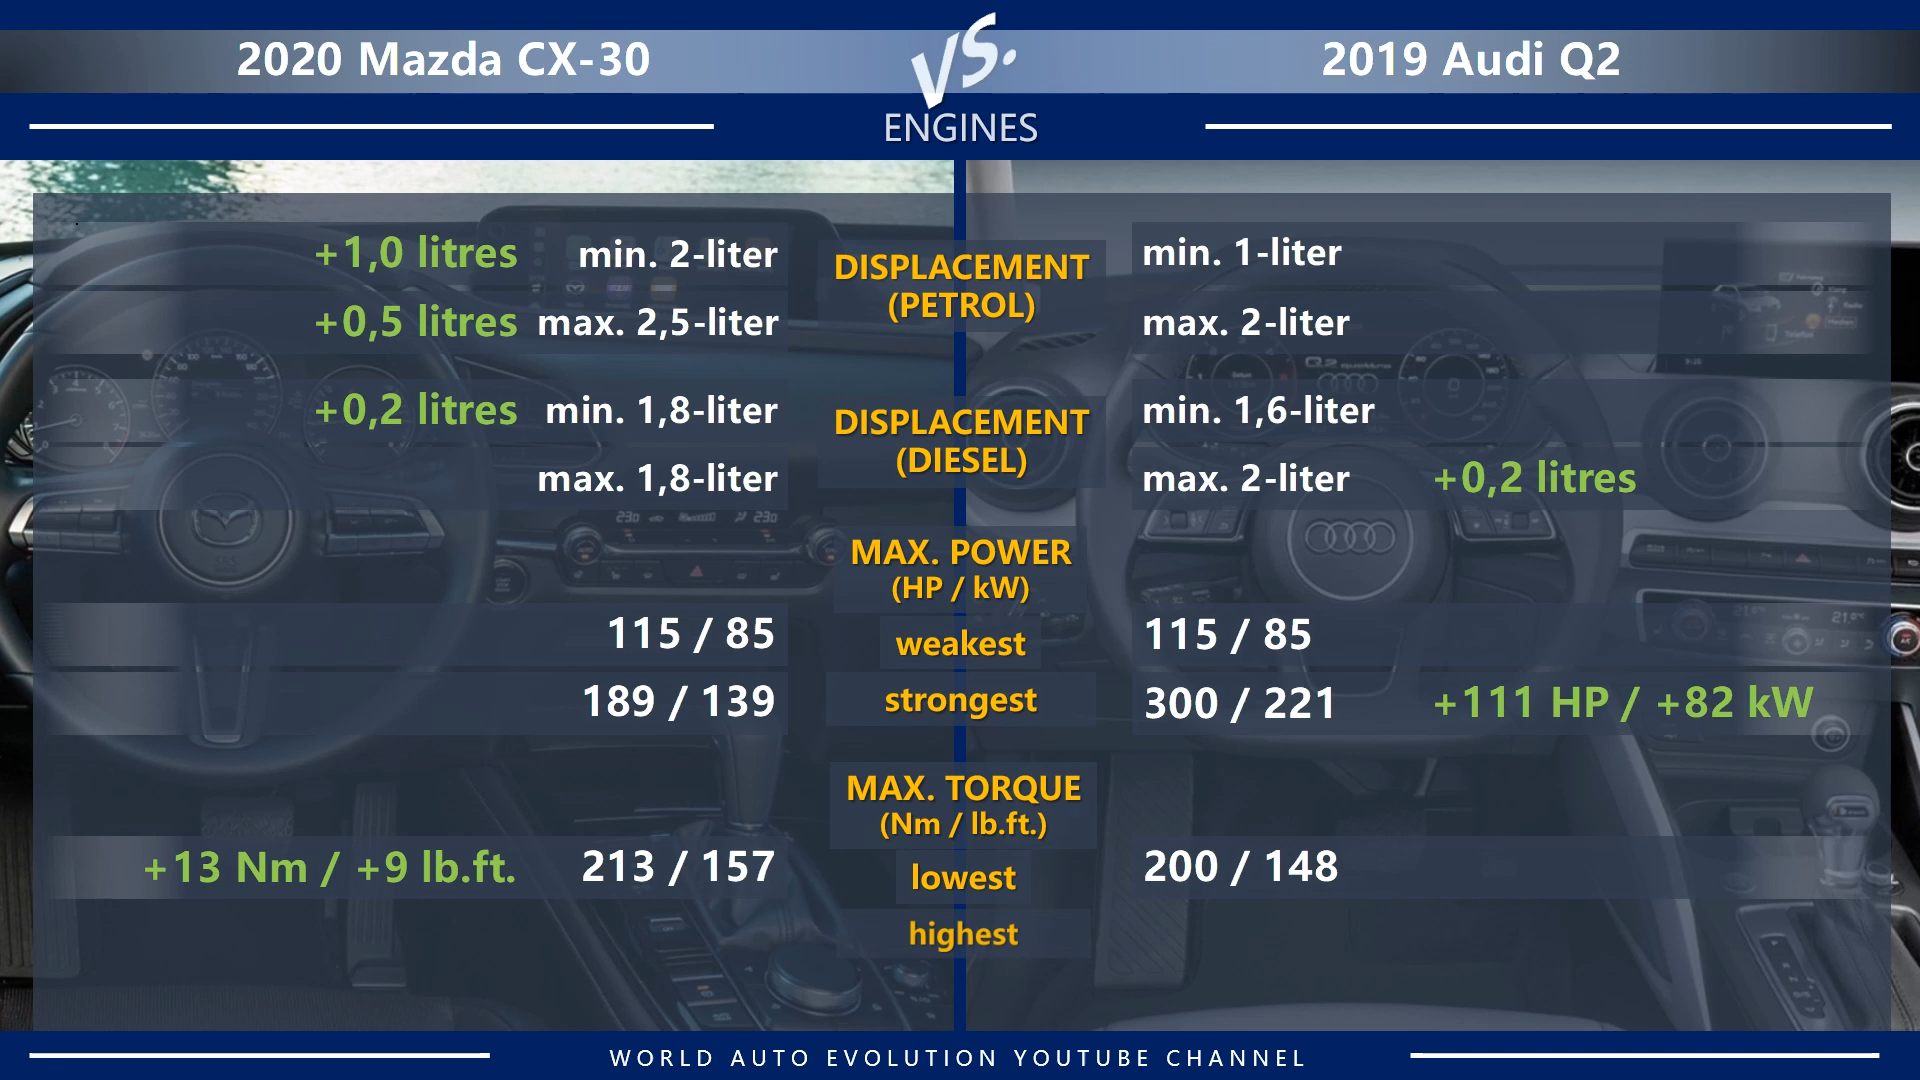 2020 Mazda CX-30
VS.
2019 Audi Q2
ENGINES
+1,0 litres min. 2-liter
DISPLACEMENT
(PETROL)
min. 1-liter
+0,5 litres max. 2,5-liter
max. 2-liter
+0,2 litres min. 1,8-liter
DISPLACEMENT
(DIESEL)
min. 1,6-liter
max. 1,8-liter
max. 2-liter +0,2 litres
MAX. POWER
(HP / kW)
115 / 85
weakest
115 / 85
189 / 139
strongest
300 / 221 +111 HP / +82 kW
MAX. TORQUE
(Nm / lb.ft.)
+13 Nm / +9 lb.ft. 213 / 157
lowest
200 / 148
highest
WORLD AUTO EVOLUTION YOUTUBE CHANNEL